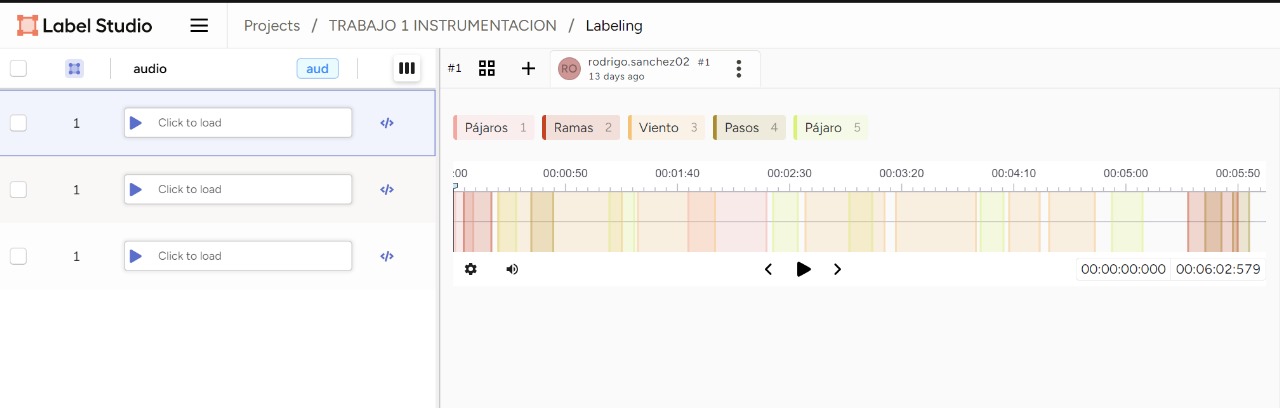 Label Studio
Projects / TRABAJO 1 INSTRUMENTACION / Labeling
audio aud
#1
rodrigo.sanchez02 #1
RO
13 days ago
1 Click to load </>
1 Click to load </>
1 Click to load </>
Pájaros 1 Ramas 2 Viento 3 Pasos 4 Pájaro 5
:00 00:00:50 00:01:40 00:02:30 00:03:20 00:04:10 00:05:00 00:05:50
00:00:00:000 00:06:02:579